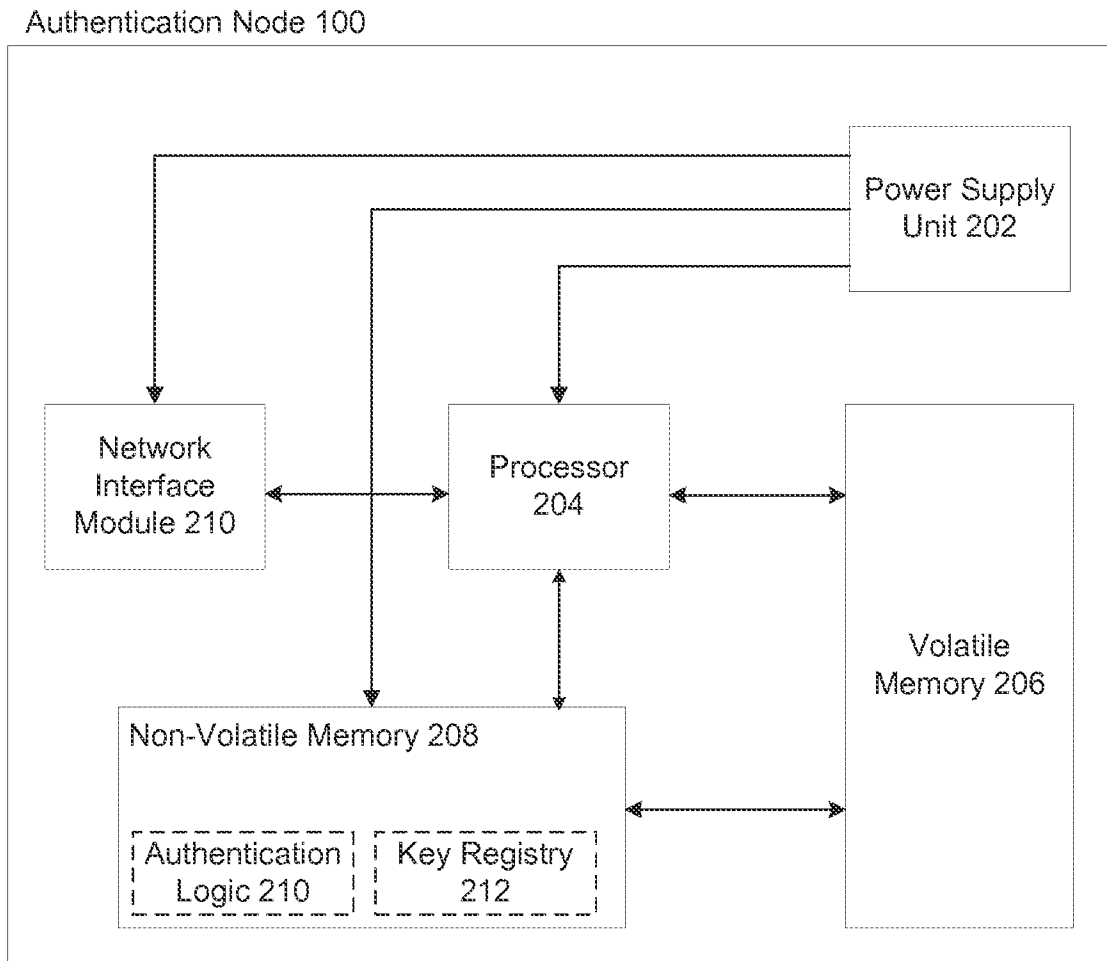 Authentication Node 100
Power Supply
Unit 202
Network
Interface
Module 210
Processor
204
Volatile
Memory 206
Non-Volatile Memory 208
Authentication
Logic 210
Key Registry
212